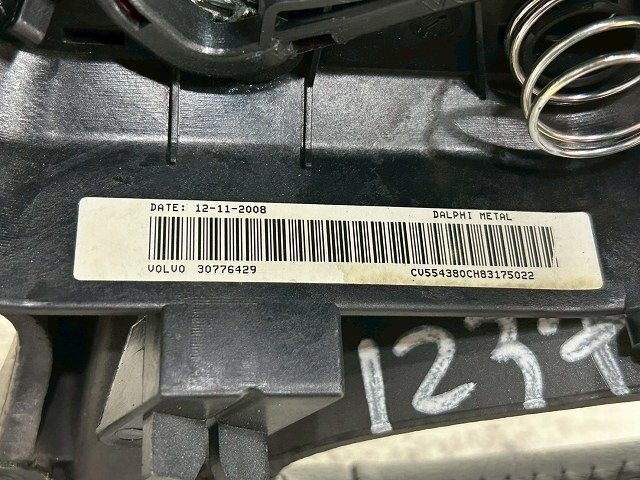 DATE: 12-11-2008 DALPHI METAL
VOLVO 30776429 CV554380CH83175022